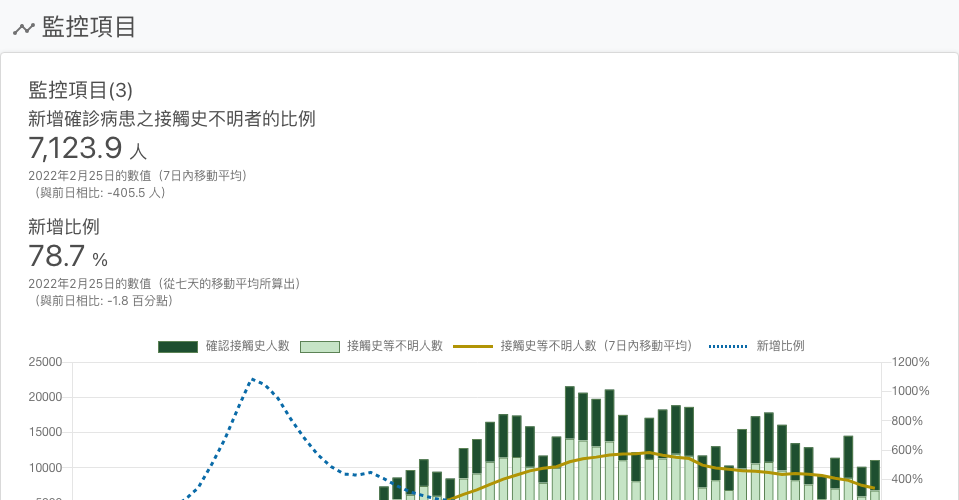 監控項目
監控項目(3)
新增確診病患之接觸史不明者的比例
7,123.9 人
2022年2月25日的數值（7日內移動平均）
（與前日相比: -405.5 人）
新增比例
78.7 %
2022年2月25日的數值（從七天的移動平均所算出）
（與前日相比: -1.8 百分點）
確認接觸史人數 接觸史等不明人數 接觸史等不明人數（7日內移動平均） 新增比例
25000 1200%
20000 1000%
15000 800%
10000 600%
400%